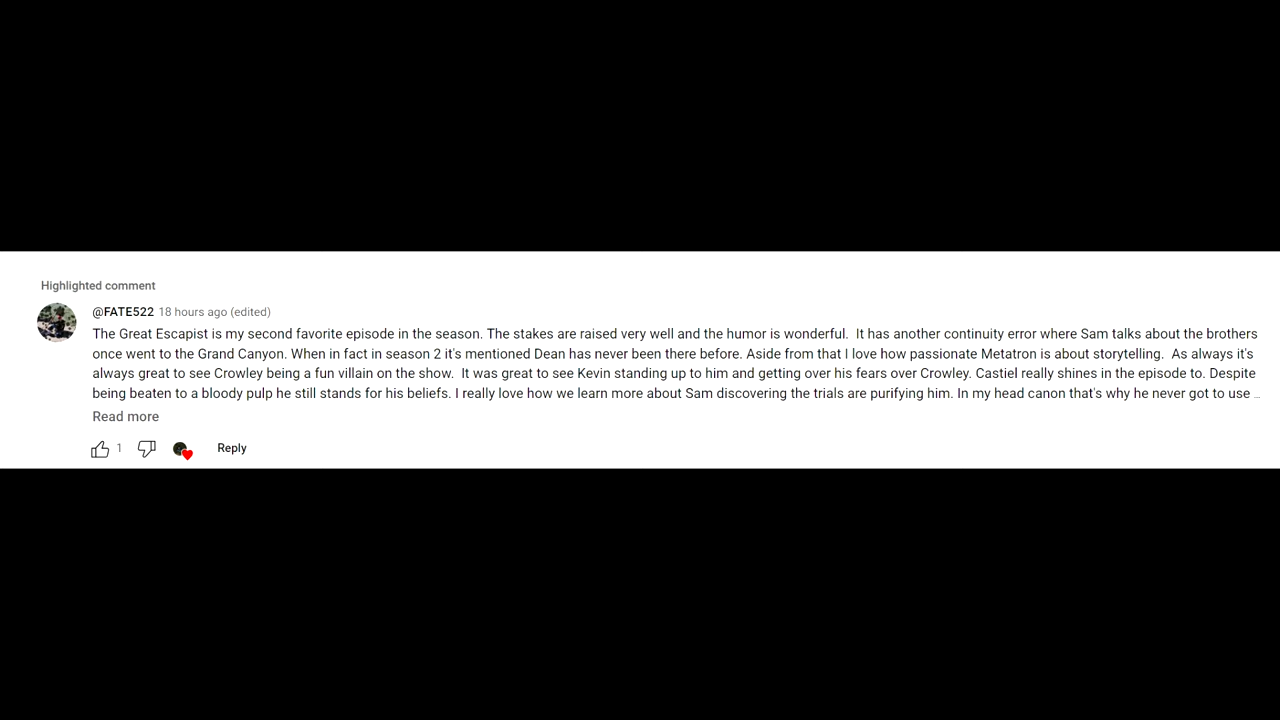 Highlighted comment
@FATE522 18 hours ago (edited)
The Great Escapist is my second favorite episode in the season. The stakes are raised very well and the humor is wonderful.  It has another continuity error where Sam talks about the brothers
once went to the Grand Canyon. When in fact in season 2 it's mentioned Dean has never been there before. Aside from that I love how passionate Metatron is about storytelling.  As always it's
always great to see Crowley being a fun villain on the show.  It was great to see Kevin standing up to him and getting over his fears over Crowley. Castiel really shines in the episode to. Despite
being beaten to a bloody pulp he still stands for his beliefs. I really love how we learn more about Sam discovering the trials are purifying him. In my head canon that's why he never got to use ...
Read more
1 Reply